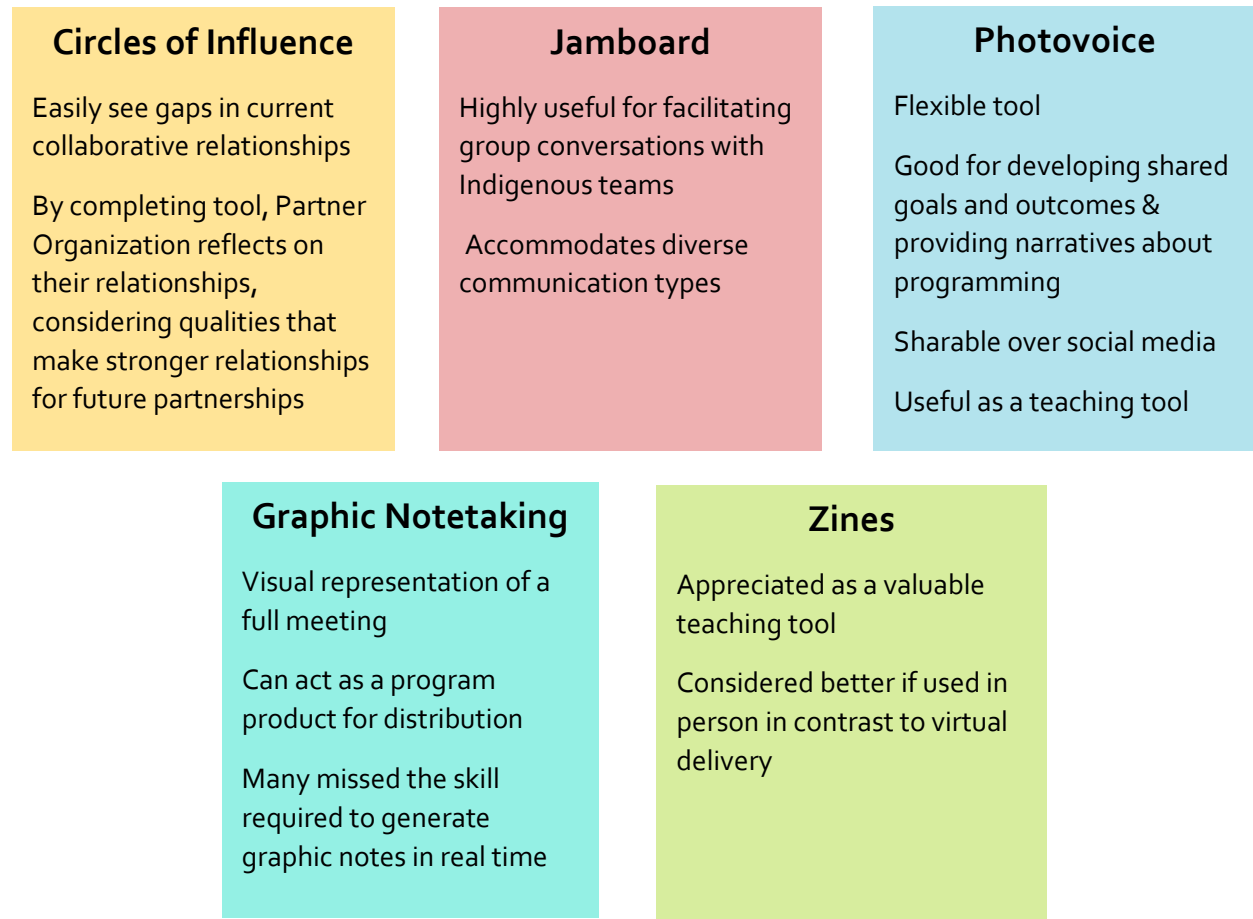 Circles of Influence
Easily see gaps in current
collaborative relationships
By completing tool, Partner
Organization reflects on
their relationships,
considering qualities that
make stronger relationships
for future partnerships
Jamboard
Highly useful for facilitating
group conversations with
Indigenous teams
Accommodates diverse
communication types
Photovoice
Flexible tool
Good for developing shared
goals and outcomes &
providing narratives about
programming
Sharable over social media
Useful as a teaching tool
Graphic Notetaking
Visual representation of a
full meeting
Can act as a program
product for distribution
Many missed the skill
required to generate
graphic notes in real time
Zines
Appreciated as a valuable
teaching tool
Considered better if used in
person in contrast to virtual
delivery